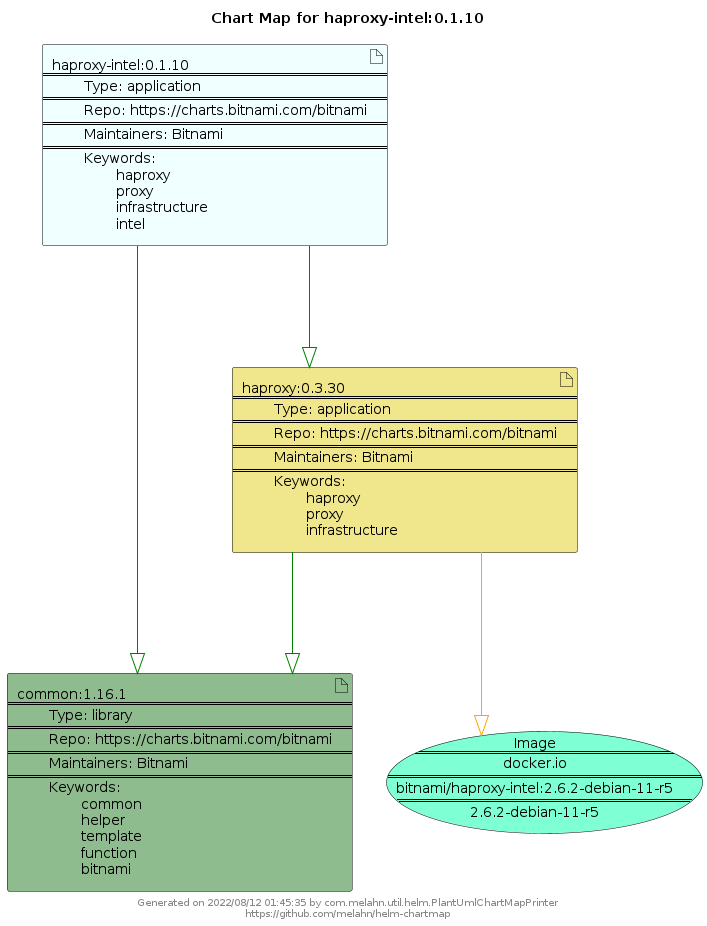 Chart Map for haproxy-intel:0.1.10
haproxy-intel:0.1.10
Type: application
Repo: https://charts.bitnami.com/bitnami
Maintainers: Bitnami
Keywords:
haproxy
proxy
infrastructure
intel
haproxy:0.3.30
Type: application
Repo: https://charts.bitnami.com/bitnami
Maintainers: Bitnami
Keywords:
haproxy
proxy
infrastructure
common:1.16.1
Type: library
Repo: https://charts.bitnami.com/bitnami
Maintainers: Bitnami
Keywords:
common
helper
template
function
bitnami
Image
docker.io
bitnami/haproxy-intel:2.6.2-debian-11-r5
2.6.2-debian-11-r5
Generated on 2022/08/12 01:45:35 by com.melahn.util.helm.PlantUmlChartMapPrinter
https://github.com/melahn/helm-chartmap